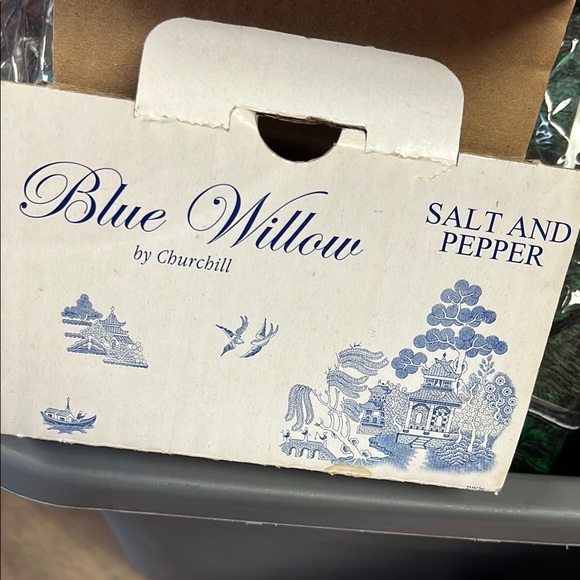 Blue Willow
by Churchill
SALT AND
PEPPER